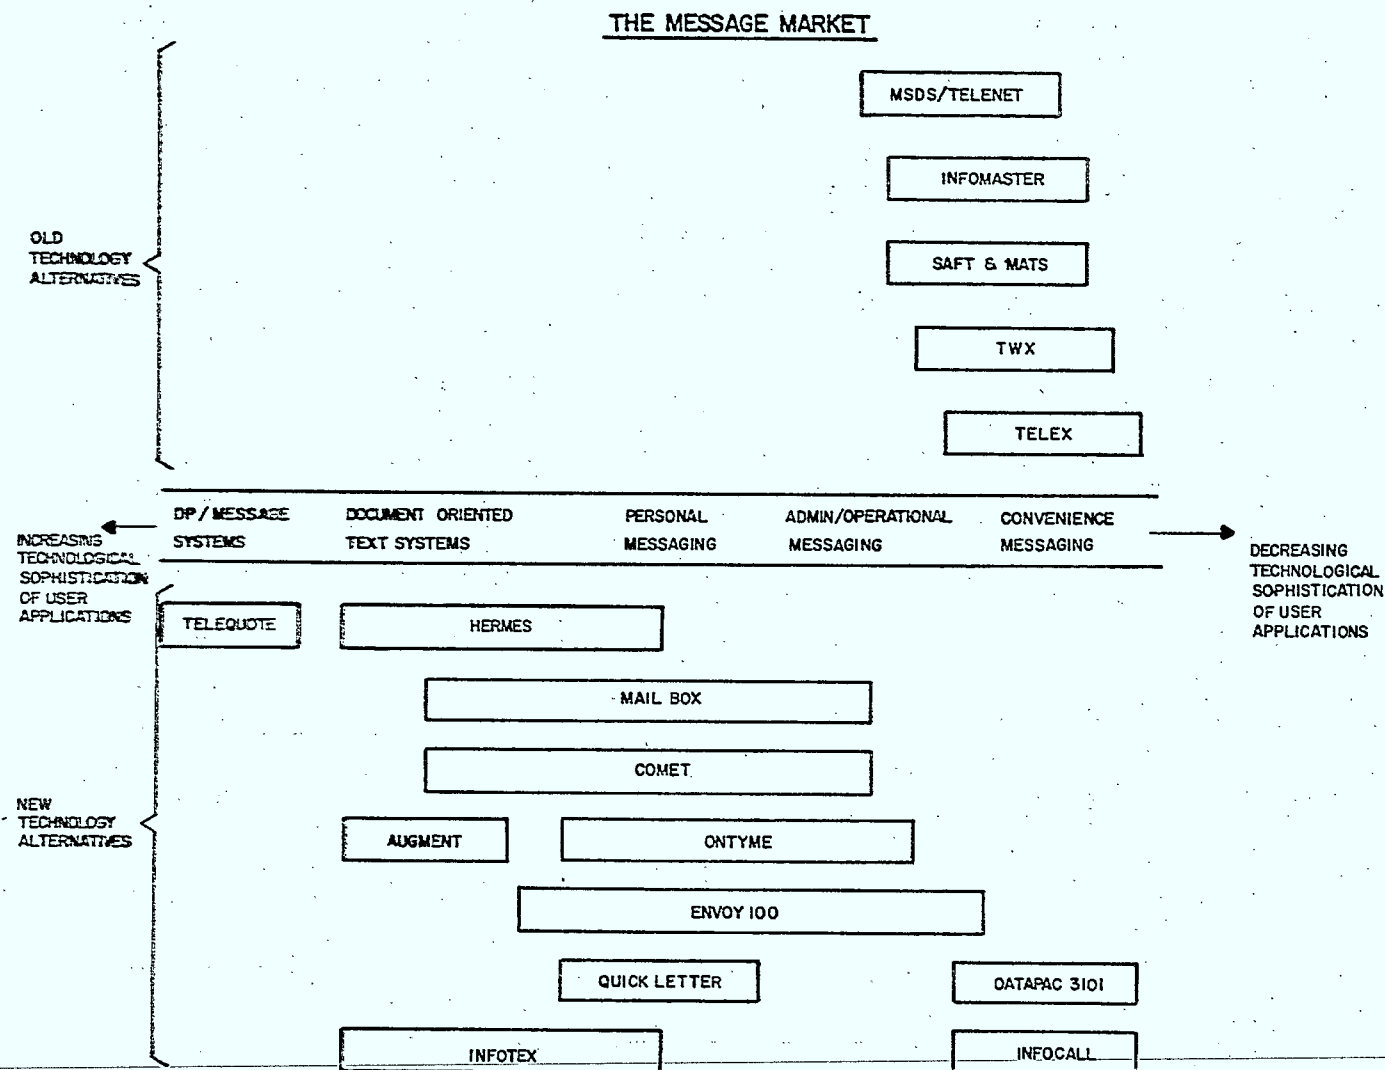 THE MESSAGE MARKET
MSDS/TELENET
INFOMASTER
OLD
TECHNOLOGY
ALTERNATIVES
SAFT & MATS
TWX
TELEX
INCREASING
TECHNOLOGICAL
SOPHISTICATION
OF USER
APPLICATIONS
DP/MESSAGE
SYSTEMS
DOCUMENT ORIENTED
TEXT SYSTEMS
PERSONAL
MESSAGING
ADMIN/OPERATIONAL
MESSAGING
CONVENIENCE
MESSAGING
DECREASING
TECHNOLOGICAL
SOPHISTICATION
OF USER
APPLICATIONS
TELEQUOTE
HERMES
MAIL BOX
COMET
NEW
TECHNOLOGY
ALTERNATIVES
AUGMENT
ONTYME
ENVOY 100
QUICK LETTER
DATAPAC 3101
INFOTEX
INFOCALL